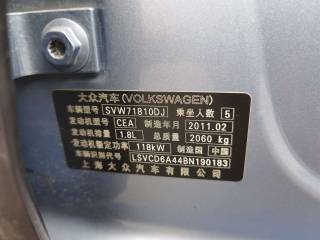 大众汽车(VOLKSWAGEN)
车辆型号 SVW71810DJ 乘坐人数 5
发动机型号 CEA 制造年月 2011.02
发动机排量 1.8L 总质量 2060 kg
发动机额定功率 118kW 制造国 中国
车辆识别代号 LSVCD6A44BN190183
上海大众汽车有限公司